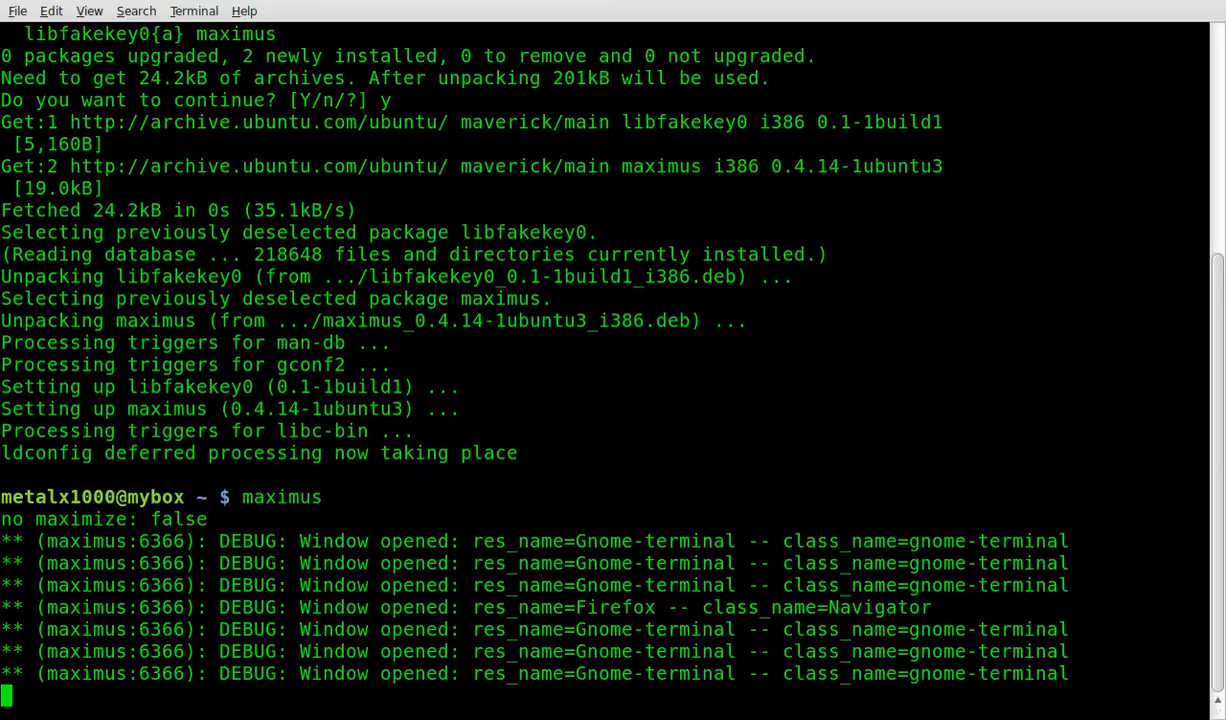 File Edit View Search Terminal Help
libfakekey0{a} maximus
0 packages upgraded, 2 newly installed, 0 to remove and 0 not upgraded.
Need to get 24.2kB of archives. After unpacking 201kB will be used.
Do you want to continue? [Y/n/?] y
Get:1 http://archive.ubuntu.com/ubuntu/ maverick/main libfakekey0 i386 0.1-1build1
[5,160B]
Get:2 http://archive.ubuntu.com/ubuntu/ maverick/main maximus i386 0.4.14-1ubuntu3
[19.0kB]
Fetched 24.2kB in 0s (35.1kB/s)
Selecting previously deselected package libfakekey0.
(Reading database ... 218648 files and directories currently installed.)
Unpacking libfakekey0 (from .../libfakekey0_0.1-1build1_i386.deb) ...
Selecting previously deselected package maximus.
Unpacking maximus (from .../maximus_0.4.14-1ubuntu3_i386.deb) ...
Processing triggers for man-db ...
Processing triggers for gconf2 ...
Setting up libfakekey0 (0.1-1build1) ...
Setting up maximus (0.4.14-1ubuntu3) ...
Processing triggers for libc-bin ...
ldconfig deferred processing now taking place
metalx1000@mybox ~ $ maximus
no maximize: false
** (maximus:6366): DEBUG: Window opened: res_name=Gnome-terminal -- class_name=gnome-terminal
** (maximus:6366): DEBUG: Window opened: res_name=Gnome-terminal -- class_name=gnome-terminal
** (maximus:6366): DEBUG: Window opened: res_name=Gnome-terminal -- class_name=gnome-terminal
** (maximus:6366): DEBUG: Window opened: res_name=Firefox -- class_name=Navigator
** (maximus:6366): DEBUG: Window opened: res_name=Gnome-terminal -- class_name=gnome-terminal
** (maximus:6366): DEBUG: Window opened: res_name=Gnome-terminal -- class_name=gnome-terminal
** (maximus:6366): DEBUG: Window opened: res_name=Gnome-terminal -- class_name=gnome-terminal